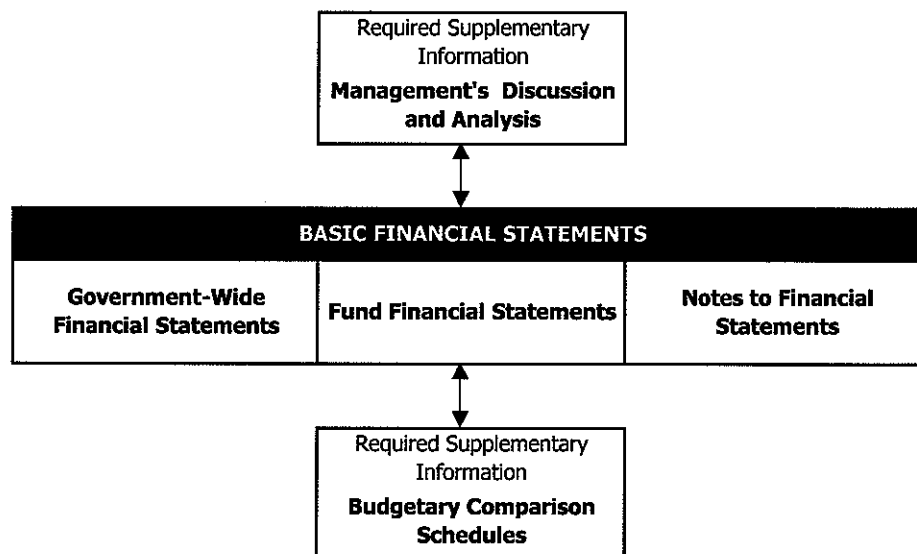 Required Supplementary
Information
Management's Discussion
and Analysis
BASIC FINANCIAL STATEMENTS
Government-Wide
Financial Statements
Fund Financial Statements
Notes to Financial
Statements
Required Supplementary
Information
Budgetary Comparison
Schedules